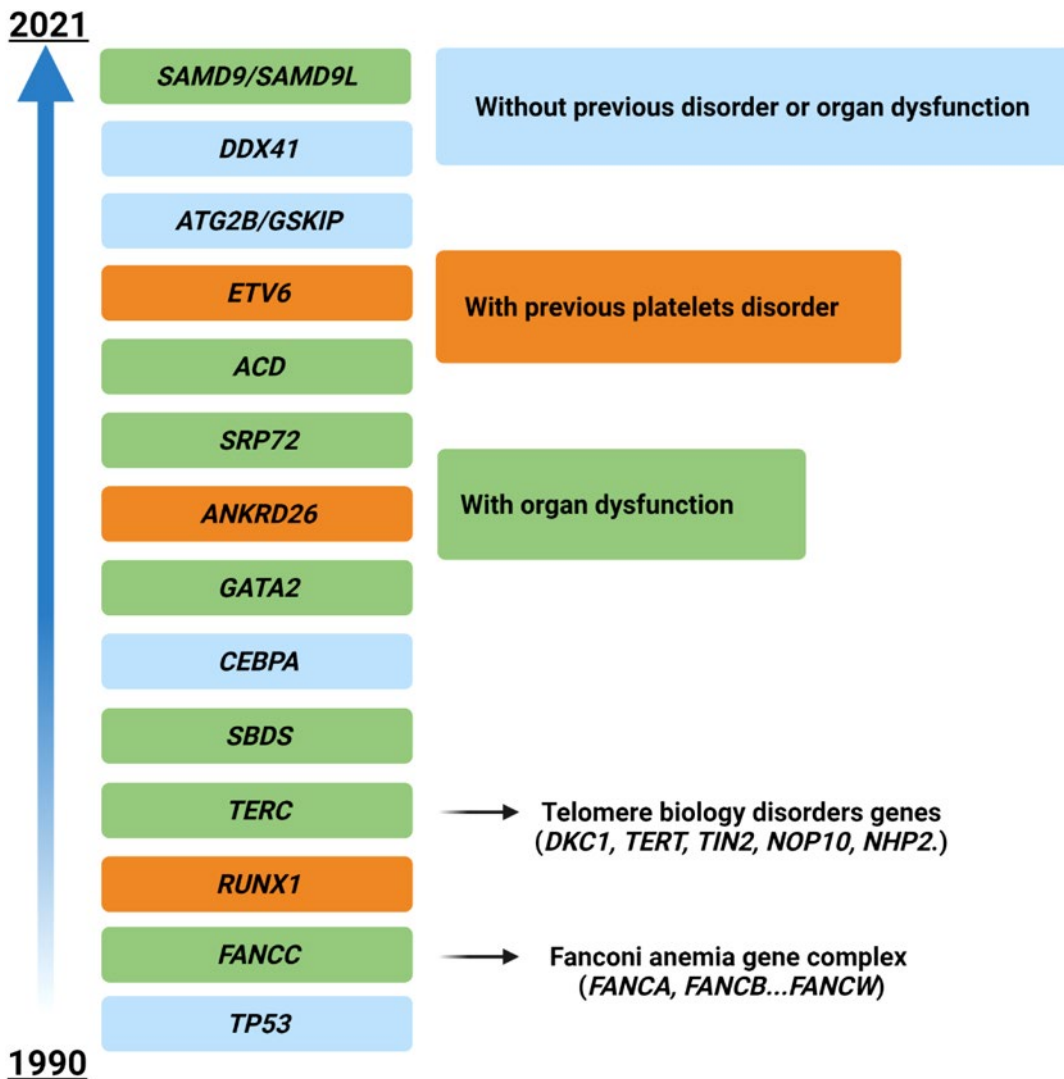 2021
SAMD9/SAMD9L
Without previous disorder or organ dysfunction
DDX41
ATG2B/GSKIP
ETV6
With previous platelets disorder
ACD
SRP72
With organ dysfunction
ANKRD26
GATA2
CEBPA
SBDS
TERC
Telomere biology disorders genes
(DKC1, TERT, TIN2, NOP10, NHP2.)
RUNX1
FANCC
Fanconi anemia gene complex
(FANCA, FANCB...FANCW)
TP53
1990